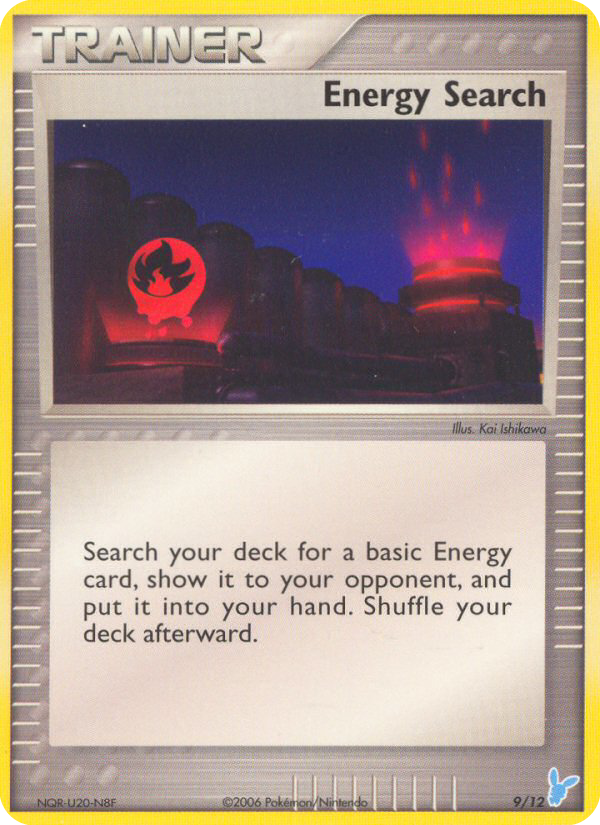 TRAINER
Energy Search
Illus. Kai Ishikawa
Search your deck for a basic Energy
card, show it to your opponent, and
put it into your hand. Shuffle your
deck afterward.
NQR-U20-N8F
©2006 Pokémon/Nintendo
9/12